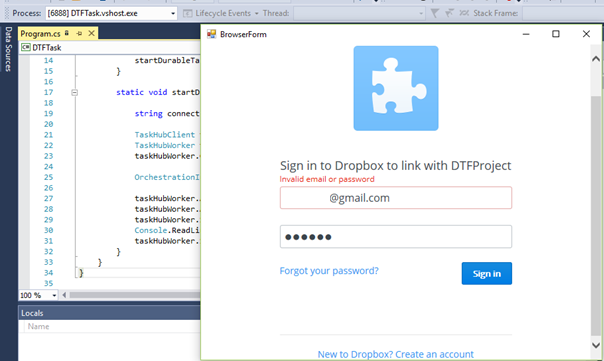 Process: [6888] DTFTask.vshost.exe Lifecycle Events Thread: Stack Frame:
Data Sources
Program.cs
DTFTask
14 startDurableTa
15 }
16
17 static void startD
18
19 string connect
20
21 TaskHubClient
22 TaskHubWorker
23 taskHubWorker.
24
25 OrchestrationI
26
27 taskHubWorker.
28 taskHubWorker.
29 taskHubWorker.
30 Console.ReadLi
31 taskHubWorker.
32 }
33 }
34 }
35
100 %
Locals
Name
BrowserForm
Sign in to Dropbox to link with DTFProject
Invalid email or password
@gmail.com
●●●●●●
Forgot your password?
Sign in
New to Dropbox? Create an account